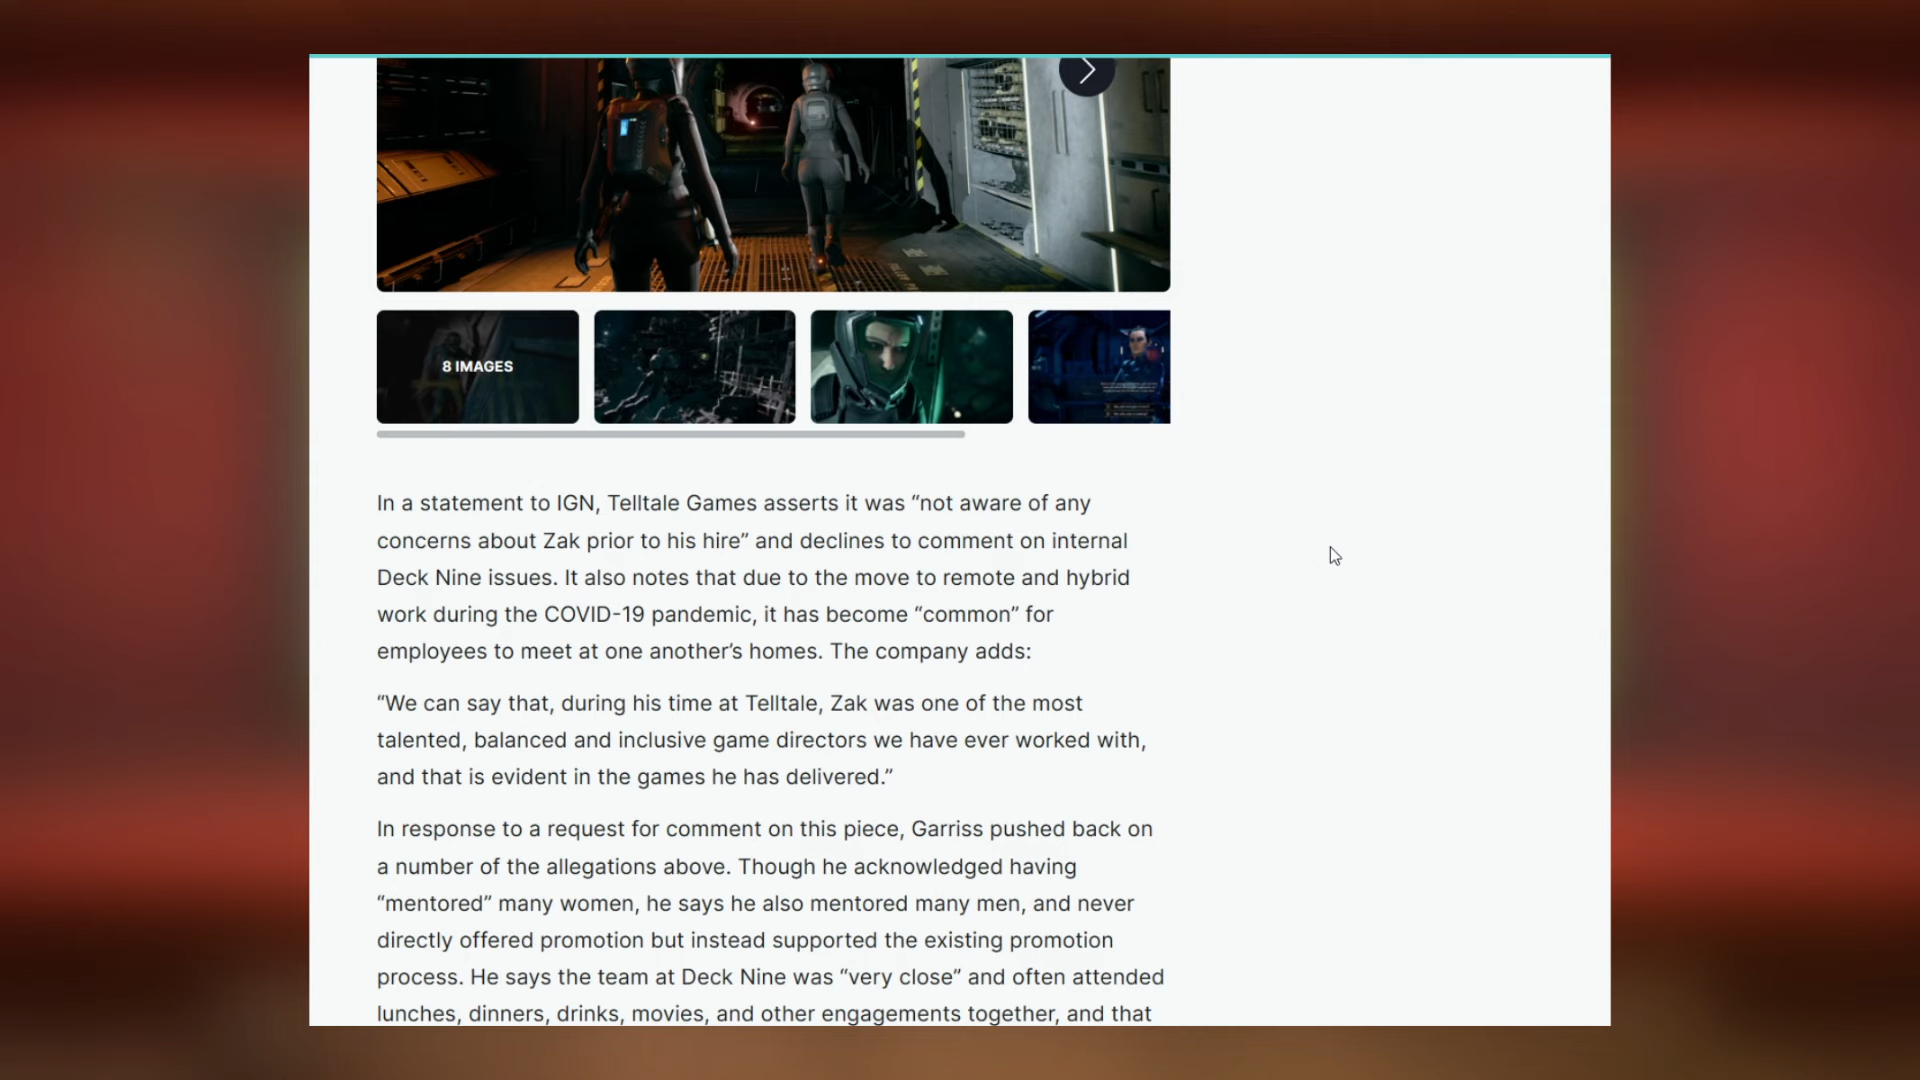 8 IMAGES
In a statement to IGN, Telltale Games asserts it was “not aware of any
concerns about Zak prior to his hire” and declines to comment on internal
Deck Nine issues. It also notes that due to the move to remote and hybrid
work during the COVID-19 pandemic, it has become “common” for
employees to meet at one another’s homes. The company adds:
“We can say that, during his time at Telltale, Zak was one of the most
talented, balanced and inclusive game directors we have ever worked with,
and that is evident in the games he has delivered.”
In response to a request for comment on this piece, Garriss pushed back on
a number of the allegations above. Though he acknowledged having
“mentored” many women, he says he also mentored many men, and never
directly offered promotion but instead supported the existing promotion
process. He says the team at Deck Nine was “very close” and often attended
lunches, dinners, drinks, movies, and other engagements together, and that